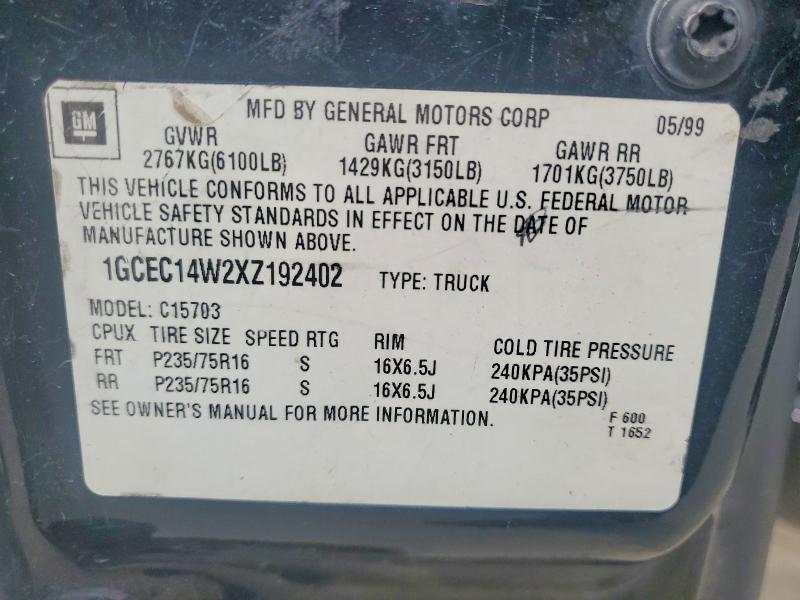 GM
MFD BY GENERAL MOTORS CORP 05/99
GVWR GAWR FRT GAWR RR
2767KG(6100LB) 1429KG(3150LB) 1701KG(3750LB)
THIS VEHICLE CONFORMS TO ALL APPLICABLE U.S. FEDERAL MOTOR
VEHICLE SAFETY STANDARDS IN EFFECT ON THE DATE OF
MANUFACTURE SHOWN ABOVE.
1GCEC14W2XZ192402 TYPE: TRUCK
MODEL: C15703
CPUX TIRE SIZE SPEED RTG RIM COLD TIRE PRESSURE
FRT P235/75R16 S 16X6.5J 240KPA(35PSI)
RR P235/75R16 S 16X6.5J 240KPA(35PSI)
SEE OWNER'S MANUAL FOR MORE INFORMATION.
F 600
T 1652